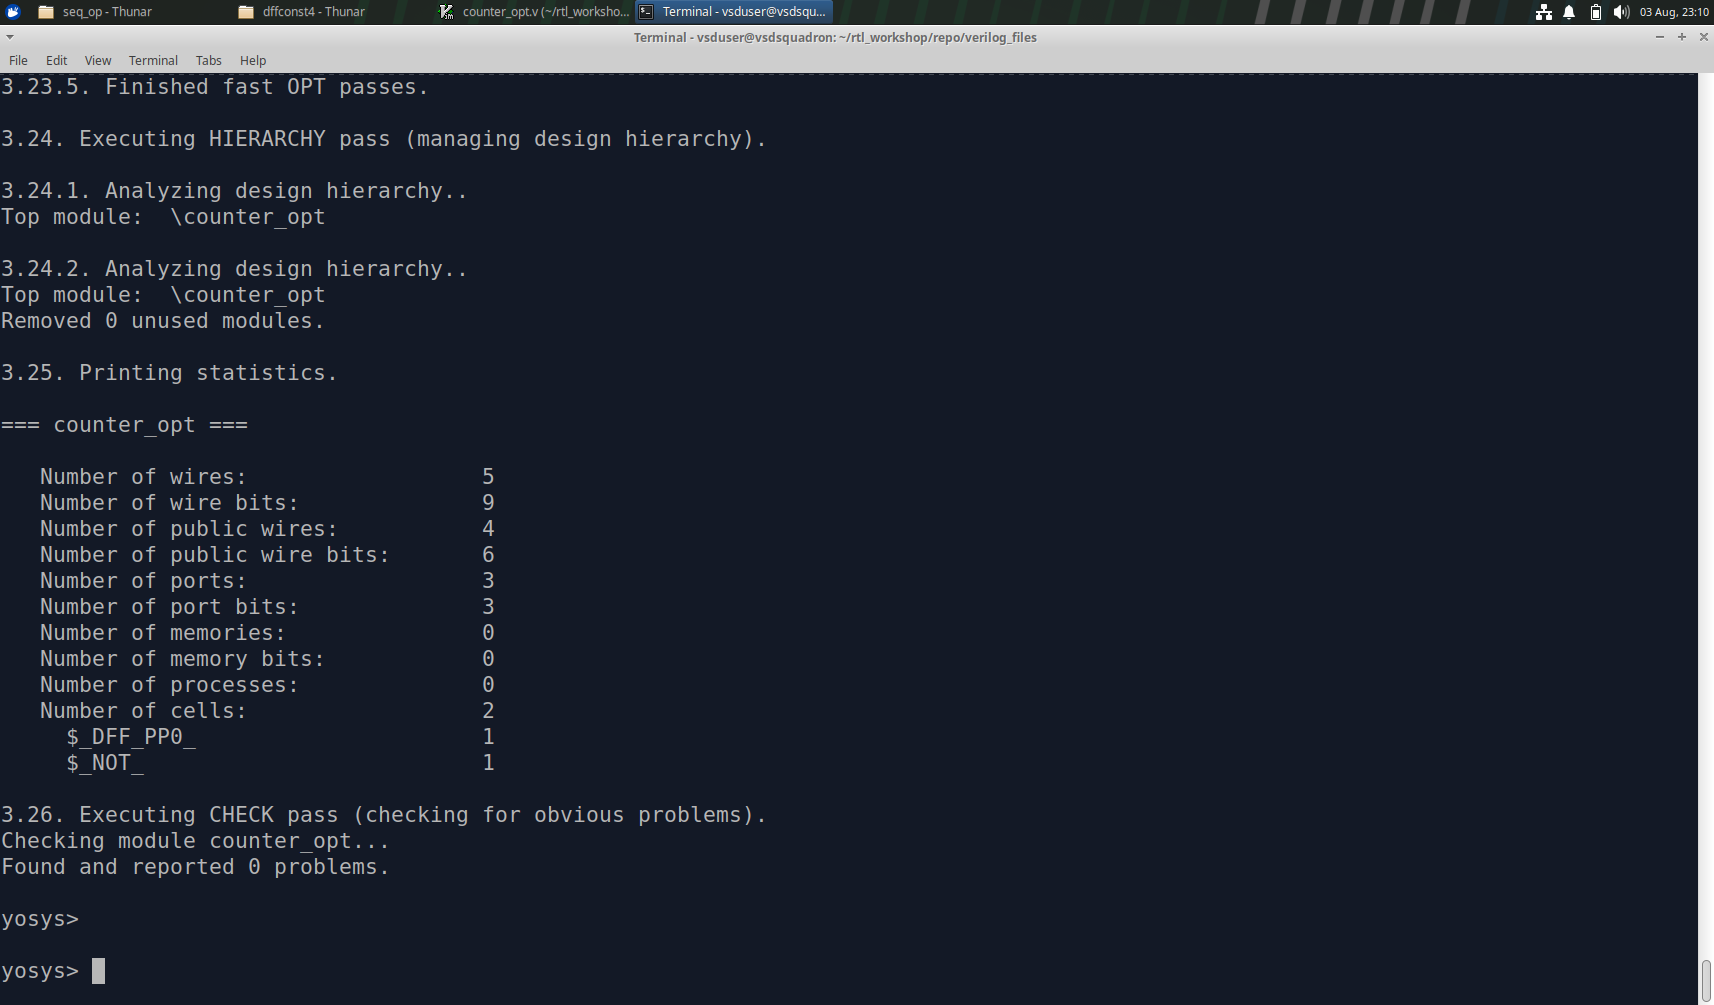 seq_op - Thunar
dffconst4 - Thunar
counter_opt.v (~/rtl_worksho...
Terminal - vsduser@vsdsqu...
03 Aug, 23:10
Terminal - vsduser@vsdsquadron: ~/rtl_workshop/repo/verilog_files
File Edit View Terminal Tabs Help
3.23.5. Finished fast OPT passes.
3.24. Executing HIERARCHY pass (managing design hierarchy).
3.24.1. Analyzing design hierarchy..
Top module:  \counter_opt
3.24.2. Analyzing design hierarchy..
Top module:  \counter_opt
Removed 0 unused modules.
3.25. Printing statistics.
=== counter_opt ===
Number of wires: 5
Number of wire bits: 9
Number of public wires: 4
Number of public wire bits: 6
Number of ports: 3
Number of port bits: 3
Number of memories: 0
Number of memory bits: 0
Number of processes: 0
Number of cells: 2
$_DFF_PP0_ 1
$_NOT_ 1
3.26. Executing CHECK pass (checking for obvious problems).
Checking module counter_opt...
Found and reported 0 problems.
yosys>
yosys>